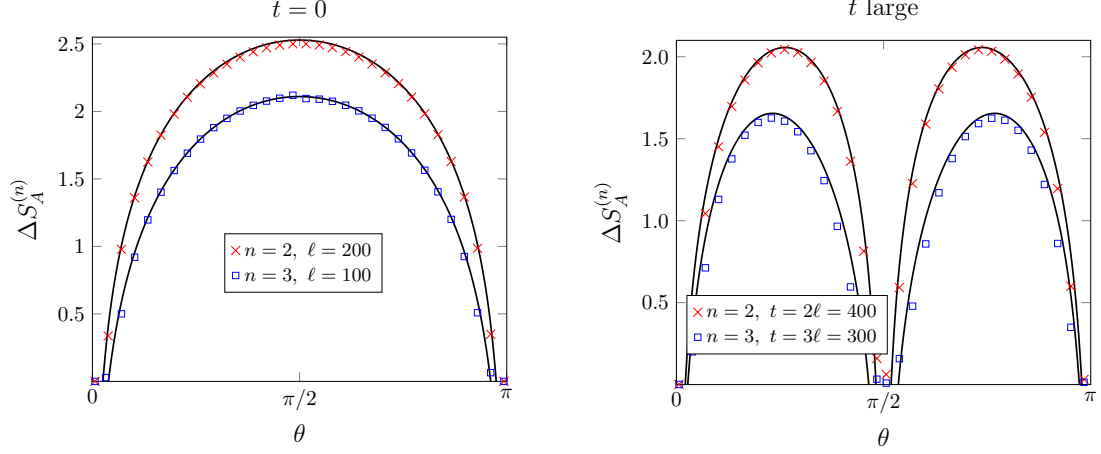 t = 0
2.5
2
1.5
1
0.5
0
π/2
π
θ
ΔS_A^{(n)}
n = 2, ℓ = 200
n = 3, ℓ = 100
t large
2.0
1.5
1.0
0.5
0
π/2
π
θ
ΔS_A^{(n)}
n = 2, t = 2ℓ = 400
n = 3, t = 3ℓ = 300